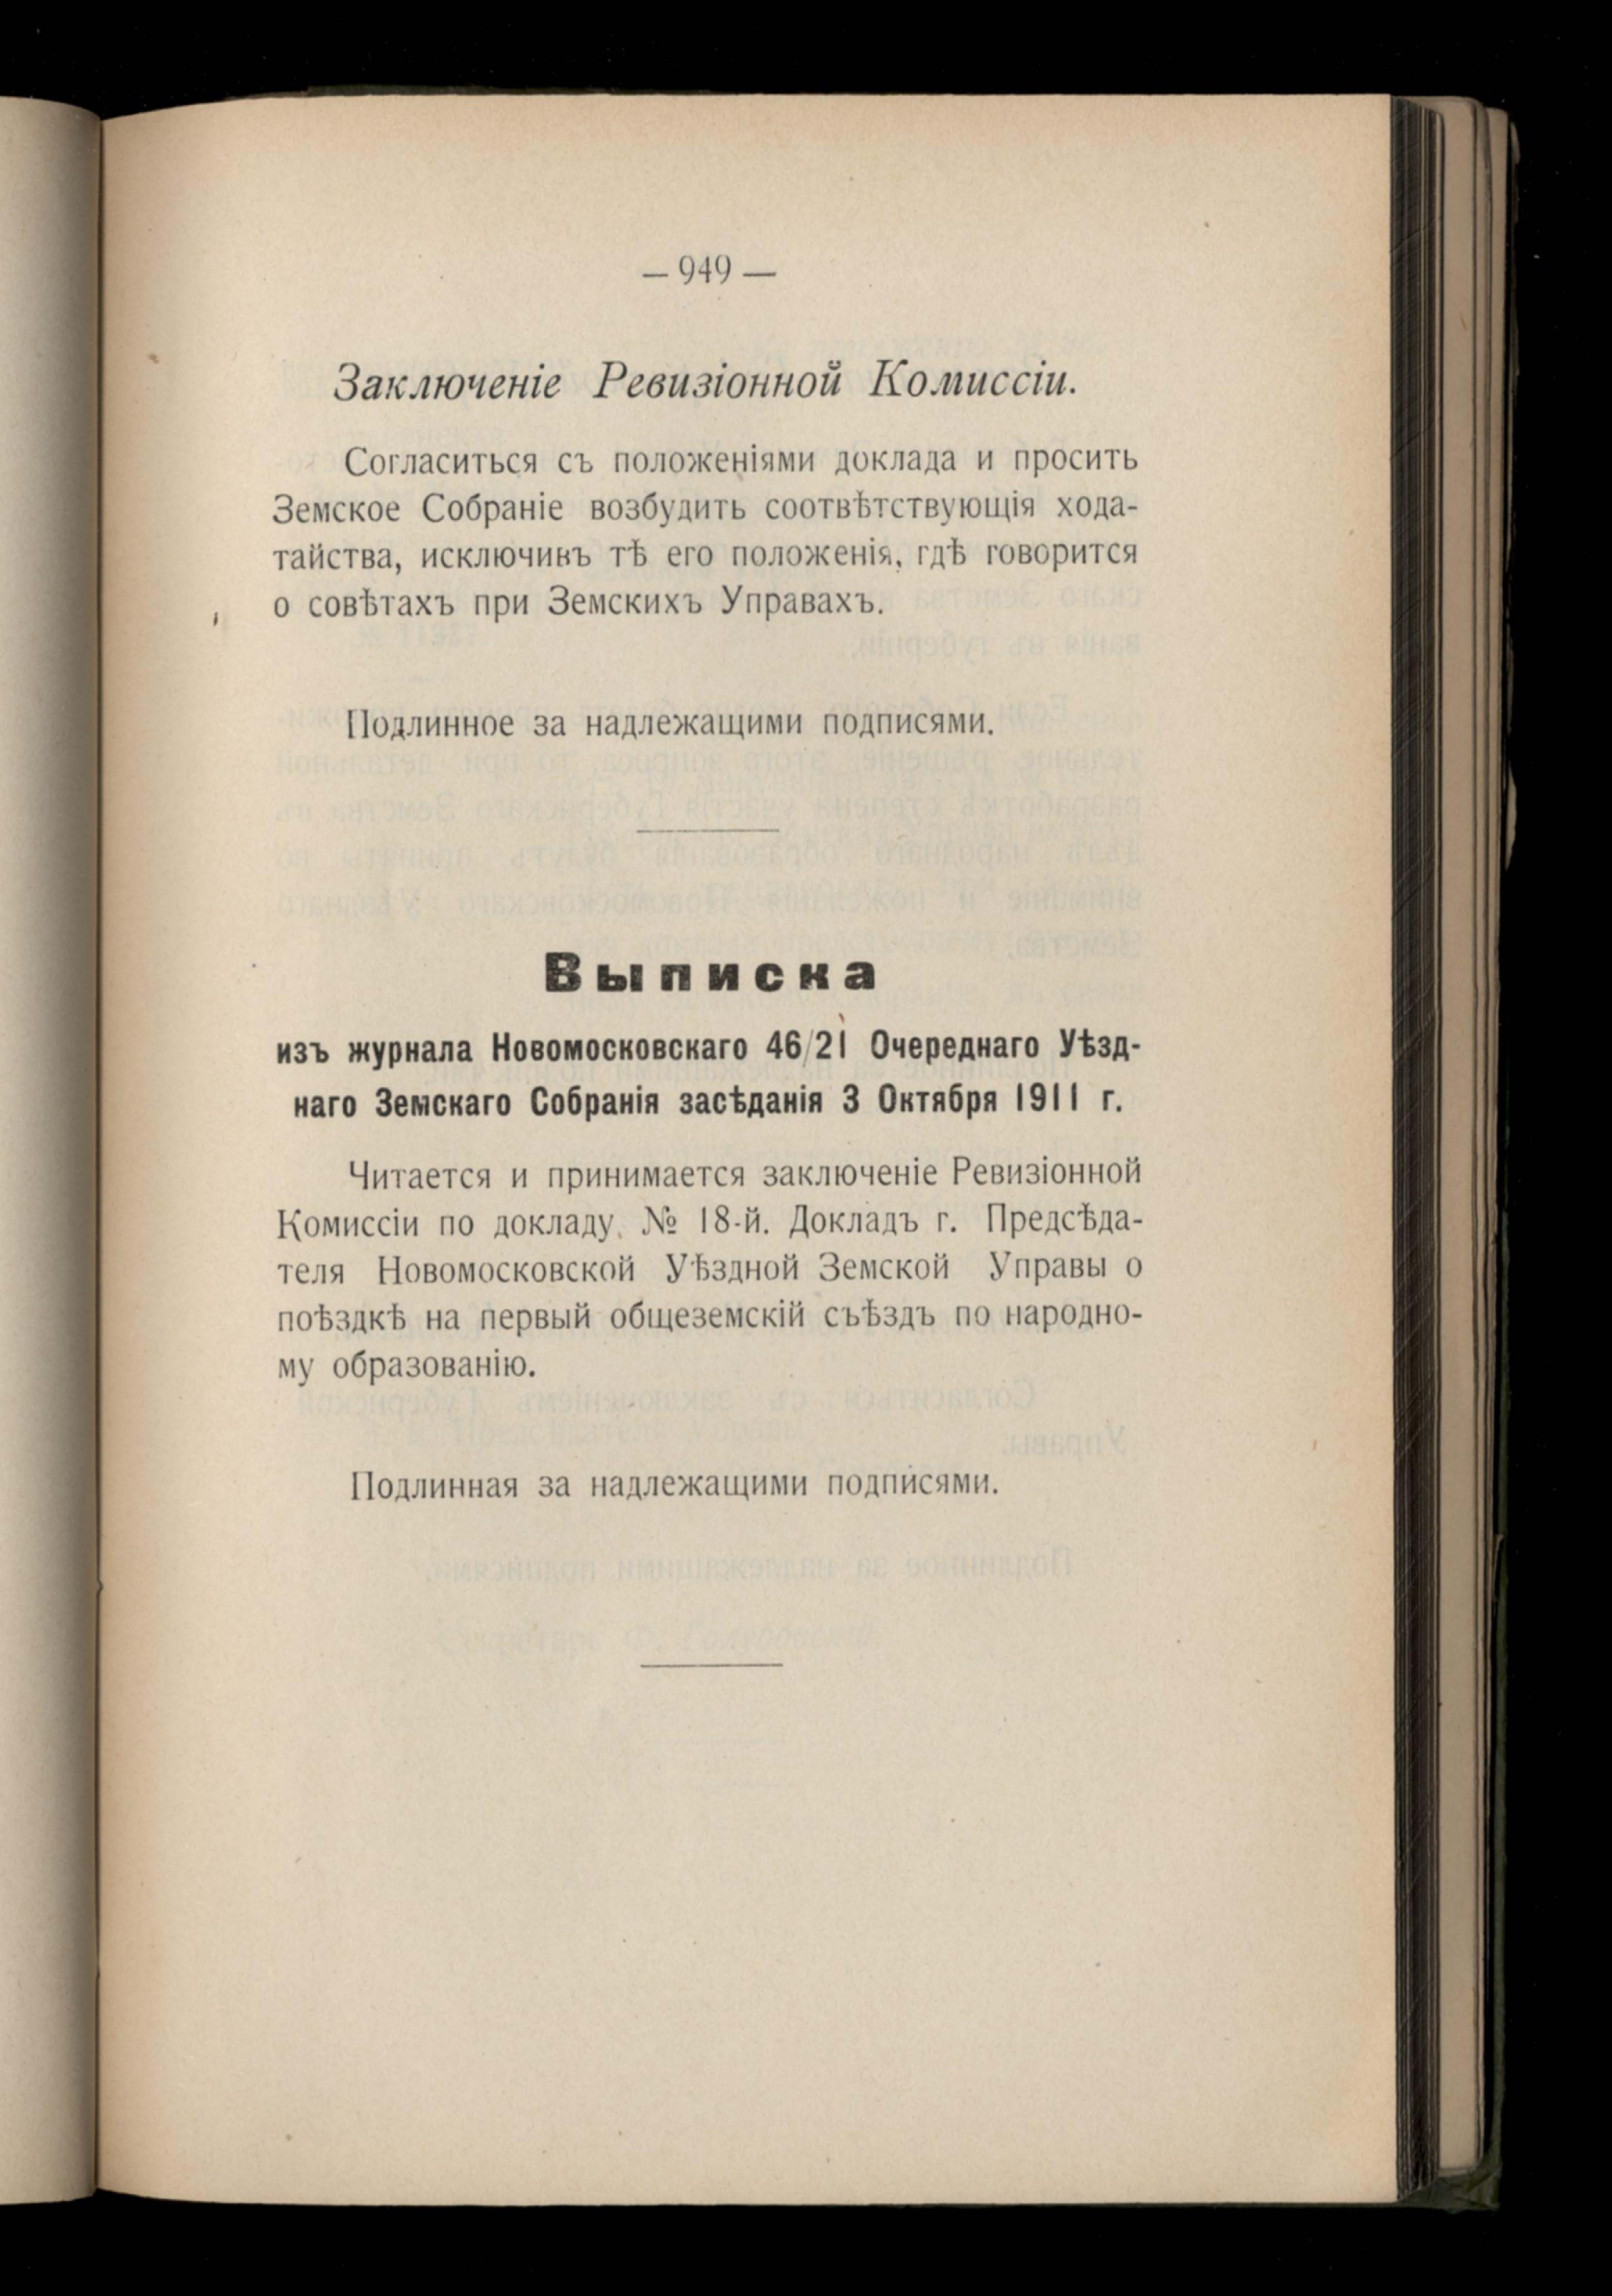 — 949 —
Заключеніе Ревизіонной Комиссіи.
Согласиться съ положеніями доклада и просить
Земское Собраніе возбудить соотвѣтствующія хода-
тайства, исключивъ тѣ его положенія, гдѣ говорится
о совѣтахъ при Земскихъ Управахъ.
Подлинное за надлежащими подписями.
Выписка
изъ журнала Новомосковскаго 46/21 Очереднаго Уѣзд-
наго Земскаго Собранія засѣданія 3 Октября 1911 г.
Читается и принимается заключеніе Ревизіонной
Комиссіи по докладу. № 18-й. Докладъ г. Предсѣда-
теля Новомосковской Уѣздной Земской Управы о
поѣздкѣ на первый общеземскій съѣздъ по народно-
му образованію.
Подлинная за надлежащими подписями.